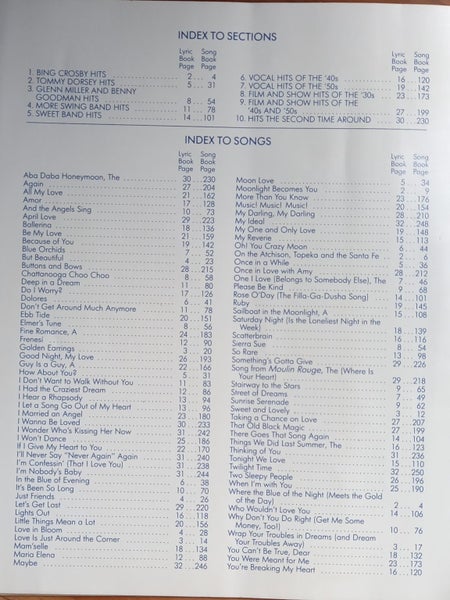 INDEX TO SECTIONS
Lyric Book Page
Song Book Page
1. BING CROSBY HITS 2 . . . 4
2. TOMMY DORSEY HITS 5 . . . 31
3. GLENN MILLER AND BENNY
GOODMAN HITS 8 . . . 54
4. MORE SWING BAND HITS 11 . . . 78
5. SWEET BAND HITS 14 . . . 101
Lyric Book Page
Song Book Page
6. VOCAL HITS OF THE '40s 16 . . . 120
7. VOCAL HITS OF THE '50s 19 . . . 142
8. FILM AND SHOW HITS OF THE '30s 23 . . . 173
9. FILM AND SHOW HITS OF THE
'40s AND '50s 27 . . . 199
10. HITS THE SECOND TIME AROUND 30 . . . 230
INDEX TO SONGS
Lyric Book Page
Song Book Page
Aba Daba Honeymoon, The 30 . . . 230
Again 27 . . . 204
All My Love 21 . . . 162
Amor 17 . . . 128
And the Angels Sing 10 . . . 73
April Love 29 . . . 223
Ballerina 18 . . . 136
Be My Love 21 . . . 159
Because of You 19 . . . 142
Blue Orchids 7 . . . 52
But Beautiful 4 . . . 23
Buttons and Bows 28 . . . 215
Chattanooga Choo Choo 8 . . . 58
Deep in a Dream 11 . . . 80
Do I Worry? 17 . . . 126
Dolores 6 . . . 41
Don't Get Around Much Anymore 11 . . . 78
Ebb Tide 20 . . . 151
Elmer's Tune 8 . . . 56
Fine Romance, A 24 . . . 183
Frenesi 12 . . . 90
Golden Earrings 3 . . . 20
Good Night, My Love 26 . . . 193
Guy Is a Guy, A 22 . . . 166
How About You? 5 . . . 31
I Don't Want to Walk Without You 11 . . . 83
I Had the Craziest Dream 12 . . . 86
I Hear a Rhapsody 13 . . . 94
I Let a Song Go Out of My Heart 13 . . . 96
I Married an Angel 23 . . . 180
I Wanna Be Loved 30 . . . 233
I Wonder Who's Kissing Her Now 31 . . . 242
I Won't Dance 25 . . . 186
If I Give My Heart to You 22 . . . 170
I'll Never Say "Never Again" Again 31 . . . 240
I'm Confessin' (That I Love You) 31 . . . 238
I'm Nobody's Baby 31 . . . 244
In the Blue of Evening 6 . . . 38
It's Been So Long 10 . . . 70
Just Friends 4 . . . 26
Let's Get Lost 29 . . . 220
Lights Out 16 . . . 118
Little Things Mean a Lot 20 . . . 156
Love in Bloom 4 . . . 28
Love Is Just Around the Corner 3 . . . 14
Mam'selle 18 . . . 134
Maria Elena 12 . . . 88
Maybe 32 . . . 246
Lyric Book Page
Song Book Page
Moon Love 5 . . . 34
Moonlight Becomes You 2 . . . 9
More Than You Know 23 . . . 176
Music! Music! Music! 20 . . . 154
My Darling, My Darling 28 . . . 210
My Ideal 32 . . . 248
My One and Only Love 19 . . . 148
My Reverie 15 . . . 113
Oh! You Crazy Moon 6 . . . 44
On the Atchison, Topeka and the Santa Fe 2 . . . 6
Once in a While 5 . . . 36
Once in Love with Amy 28 . . . 212
One I Love (Belongs to Somebody Else), The 7 . . . 46
Please Be Kind 9 . . . 68
Rose O'Day (The Filla-Ga-Dusha Song) 14 . . . 101
Ruby 19 . . . 145
Sailboat in the Moonlight, A 15 . . . 108
Saturday Night (Is the Loneliest Night in the
Week) 18 . . . 139
Scatterbrain 16 . . . 116
Sierra Sue 8 . . . 54
So Rare 13 . . . 98
Something's Gotta Give 29 . . . 226
Song from Moulin Rouge, The (Where Is
Your Heart) 29 . . . 218
Stairway to the Stars 9 . . . 65
Street of Dreams 7 . . . 49
Sunrise Serenade 9 . . . 62
Sweet and Lovely 3 . . . 12
Taking a Chance on Love
That Old Black Magic 27 . . . 207
There Goes That Song Again 14 . . . 104
Things We Did Last Summer, The 16 . . . 123
Thinking of You 31 . . . 236
Tonight We Love 15 . . . 110
Twilight Time 32 . . . 250
Two Sleepy People 26 . . . 196
When I'm with You 25 . . . 190
Where the Blue of the Night (Meets the Gold
of the Day) 2 . . . 4
Who Wouldn't Love You 14 . . . 106
Why Don't You Do Right (Get Me Some
Money, Too!) 10 . . . 76
Wrap Your Troubles in Dreams (and Dream
Your Troubles Away) 3 . . . 17
You Can't Be True, Dear 18 . . . 132
You Were Meant for Me 23 . . . 173
You're Breaking My Heart 16 . . . 120